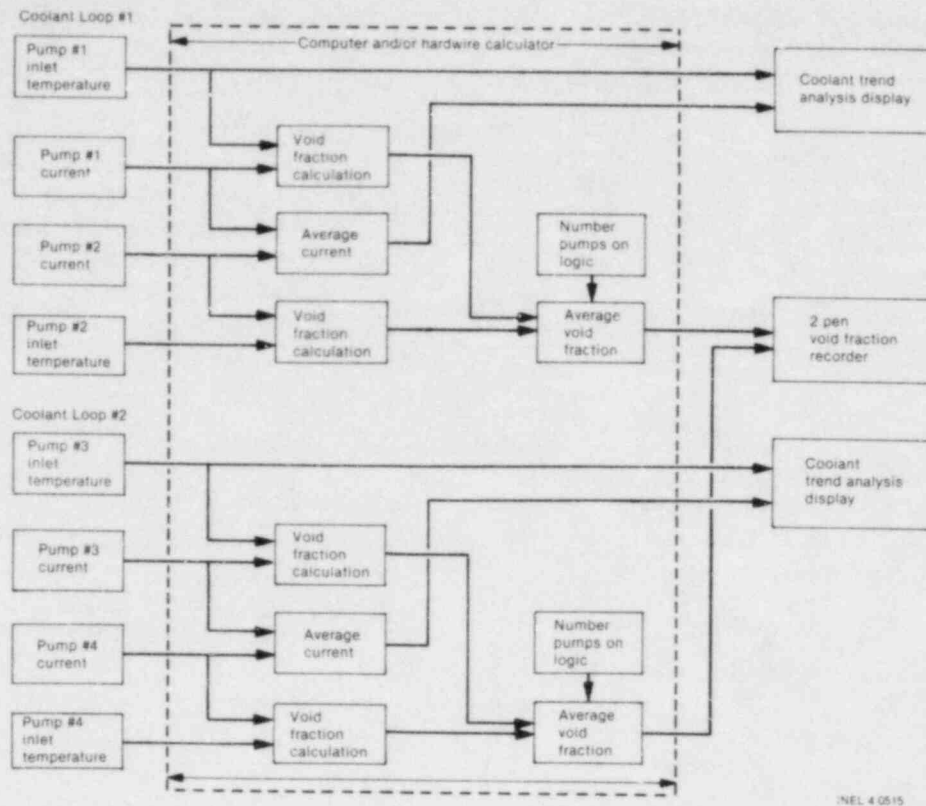 Coolant Loop #1
Pump #1
inlet
temperature
Pump #1
current
Pump #2
current
Pump #2
inlet
temperature
Computer and/or hardwire calculator
Void
fraction
calculation
Average
current
Void
fraction
calculation
Number
pumps on
logic
Average
void
fraction
Coolant trend
analysis display
2 pen
void fraction
recorder
Coolant Loop #2
Pump #3
inlet
temperature
Pump #3
current
Pump #4
current
Pump #4
inlet
temperature
Void
fraction
calculation
Average
current
Void
fraction
calculation
Number
pumps on
logic
Average
void
fraction
Coolant
trend analysis
display
INEL 4 0515